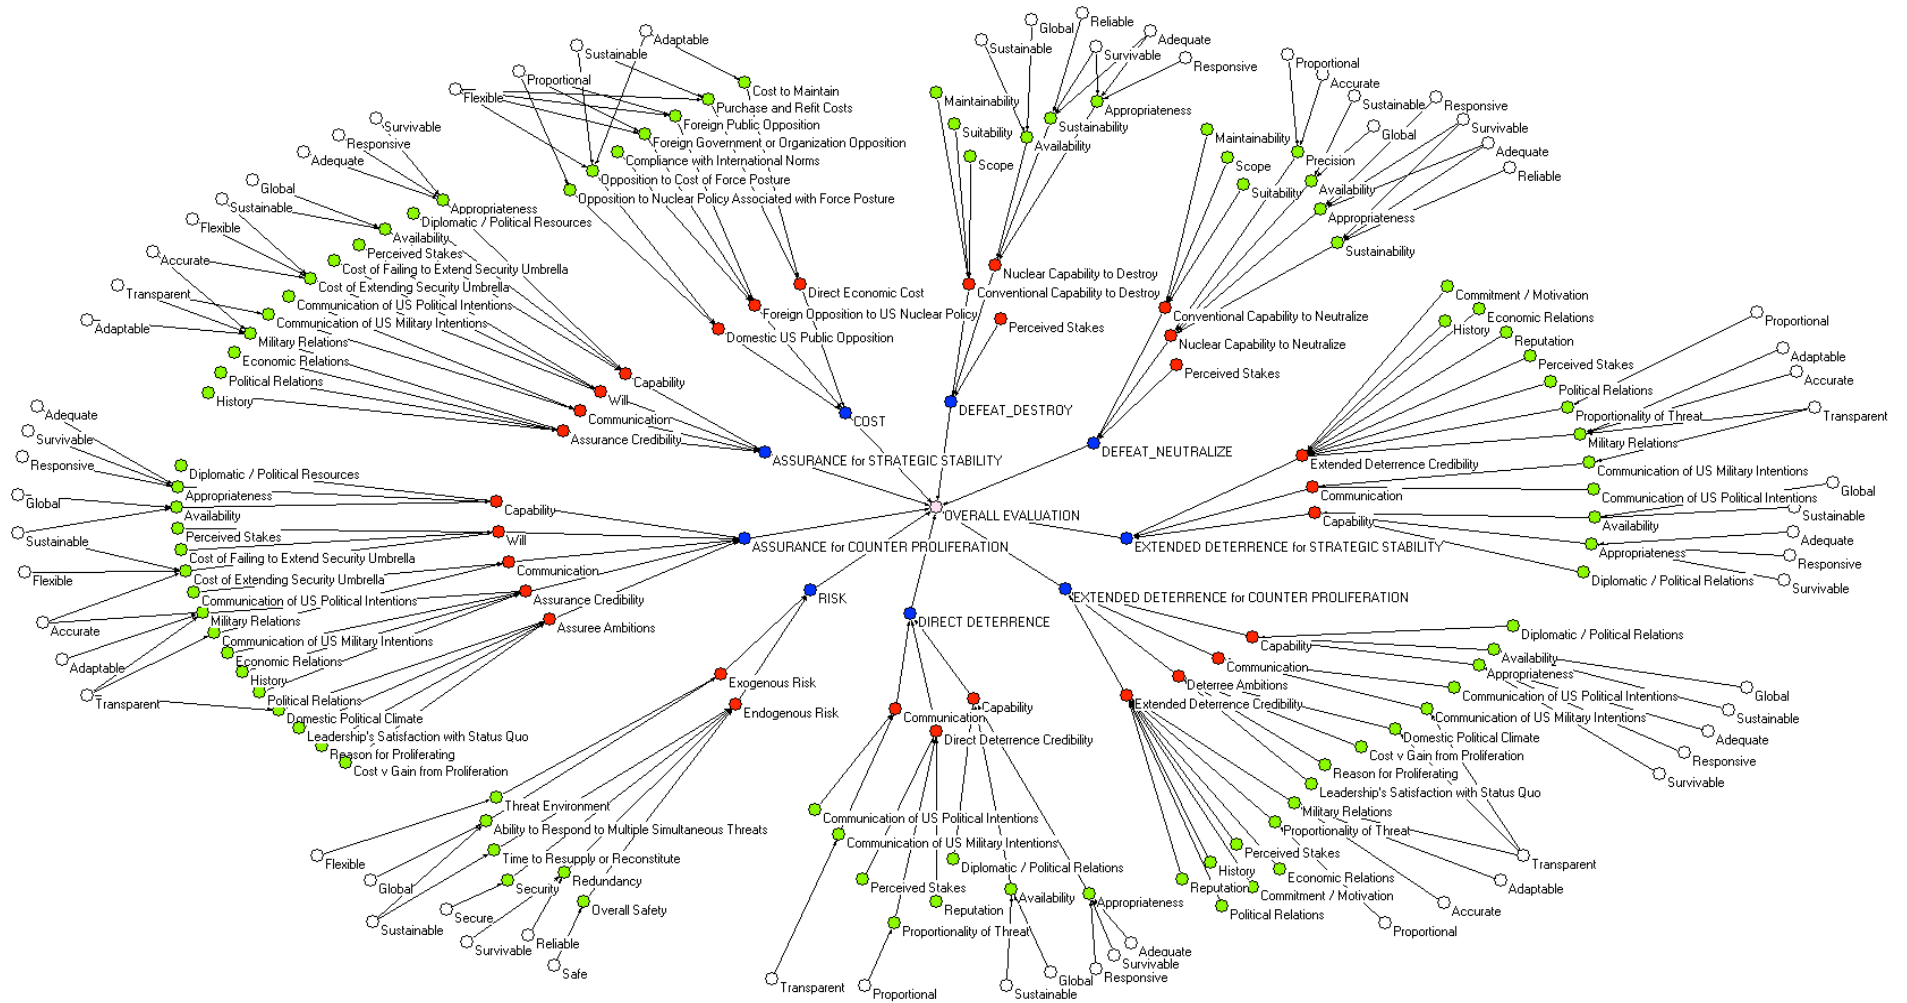 Global
Reliable
Adaptable
Adequate
Sustainable
Sustainable
Survivable
Proportional
Responsive
Proportional
Flexible
Cost to Maintain
Accurate
Purchase and Refit Costs
Maintainability
Appropriateness
Sustainable
Responsive
Survivable
Foreign Public Opposition
Suitability
Sustainability
Survivable
Responsive
Foreign Government or Organization Opposition
Availability
Maintainability
Global
Adequate
Compliance with International Norms
Scope
Scope
Precision
Adequate
Opposition to Cost of Force Posture
Suitability
Availability
Reliable
Global
Opposition to Nuclear Policy Associated with Force Posture
Sustainable
Appropriateness
Appropriateness
Flexible
Diplomatic / Political Resources
Availability
Sustainability
Perceived Stakes
Accurate
Cost of Failing to Extend Security Umbrella
Nuclear Capability to Destroy
Cost of Extending Security Umbrella
Direct Economic Cost
Conventional Capability to Destroy
Commitment / Motivation
Transparent
Communication of US Political Intentions
Foreign Opposition to US Nuclear Policy
Conventional Capability to Neutralize
Economic Relations
Proportional
Adaptable
Communication of US Military Intentions
Perceived Stakes
History
Military Relations
Domestic US Public Opposition
Nuclear Capability to Neutralize
Reputation
Economic Relations
Perceived Stakes
Perceived Stakes
Adaptable
Political Relations
Capability
Political Relations
Accurate
History
Will
Proportionality of Threat
Transparent
Adequate
Communication
COST
DEFEAT_DESTROY
Military Relations
Survivable
Assurance Credibility
DEFEAT_NEUTRALIZE
Responsive
ASSURANCE for STRATEGIC STABILITY
Extended Deterrence Credibility
Communication of US Military Intentions
Diplomatic / Political Resources
Global
Appropriateness
Communication
Communication of US Political Intentions
Global
Availability
Capability
OVERALL EVALUATION
Capability
Availability
Sustainable
Sustainable
Perceived Stakes
Will
ASSURANCE for COUNTER PROLIFERATION
EXTENDED DETERRENCE for STRATEGIC STABILITY
Appropriateness
Adequate
Cost of Failing to Extend Security Umbrella
Communication
Responsive
Flexible
Cost of Extending Security Umbrella
Diplomatic / Political Relations
Survivable
Communication of US Political Intentions
Assurance Credibility
RISK
EXTENDED DETERRENCE for COUNTER PROLIFERATION
Accurate
Military Relations
Assuree Ambitions
DIRECT DETERRENCE
Communication of US Military Intentions
Capability
Diplomatic / Political Relations
Adaptable
Economic Relations
Communication
Availability
History
Exogenous Risk
Deterree Ambitions
Appropriateness
Transparent
Political Relations
Endogenous Risk
Capability
Extended Deterrence Credibility
Communication of US Political Intentions
Global
Domestic Political Climate
Communication
Communication of US Military Intentions
Sustainable
Leadership's Satisfaction with Status Quo
Direct Deterrence Credibility
Domestic Political Climate
Adequate
Reason for Proliferating
Cost v Gain from Proliferation
Responsive
Cost v Gain from Proliferation
Reason for Proliferating
Survivable
Threat Environment
Leadership's Satisfaction with Status Quo
Ability to Respond to Multiple Simultaneous Threats
Communication of US Political Intentions
Military Relations
Flexible
Time to Resupply or Reconstitute
Communication of US Military Intentions
Proportionality of Threat
Global
Security
Redundancy
Diplomatic / Political Relations
Perceived Stakes
Transparent
Secure
Overall Safety
Perceived Stakes
Availability
History
Economic Relations
Adaptable
Sustainable
Reputation
Appropriateness
Reputation
Commitment / Motivation
Accurate
Survivable
Reliable
Proportionality of Threat
Political Relations
Proportional
Safe
Adequate
Survivable
Transparent
Proportional
Global
Responsive
Sustainable